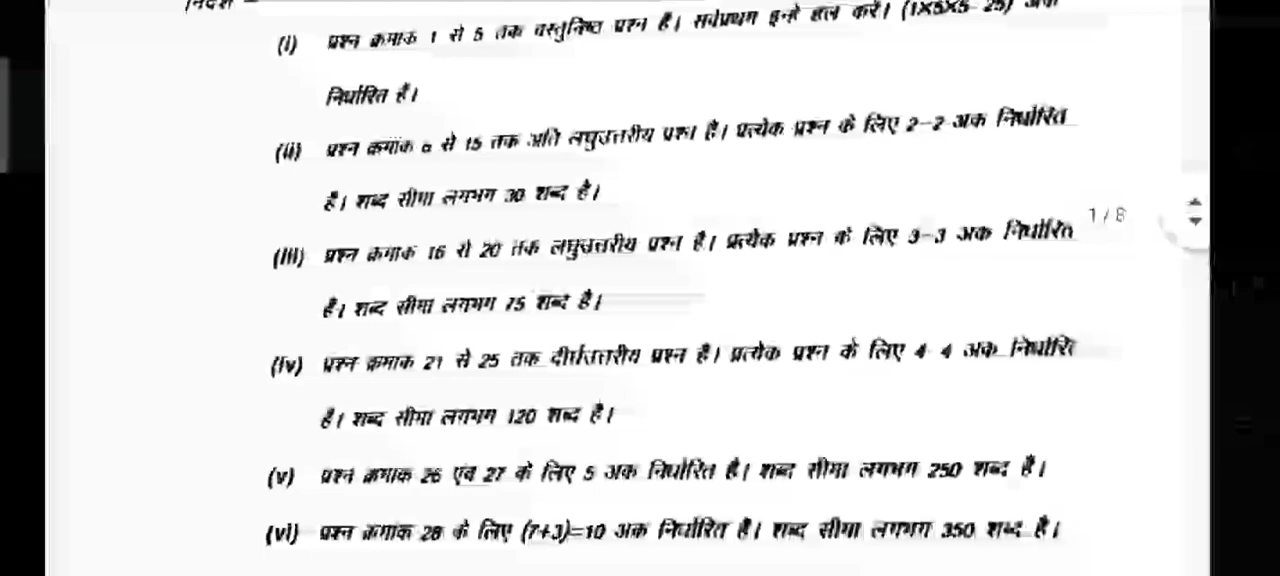 निर्देश –
(i) प्रश्न क्रमांक 1 से 5 तक वस्तुनिष्ठ प्रश्न हैं। सर्वप्रथम इन्हें हल करें। (1x5x5 25) अंक
निर्धारित हैं।
(ii) प्रश्न क्रमांक 6 से 15 तक अति लघुउत्तरीय प्रश्न हैं। प्रत्येक प्रश्न के लिए 2-2 अंक निर्धारित
है। शब्द सीमा लगभग 30 शब्द है।
(iii) प्रश्न क्रमांक 16 से 20 तक लघुउत्तरीय प्रश्न हैं। प्रत्येक प्रश्न के लिए 3-3 अंक निर्धारित
है। शब्द सीमा लगभग 75 शब्द है।
1/8
(iv) प्रश्न क्रमांक 21 से 25 तक दीर्घउत्तरीय प्रश्न हैं। प्रत्येक प्रश्न के लिए 4 4 अंक निर्धारित
है। शब्द सीमा लगभग 120 शब्द है।
(v) प्रश्न क्रमांक 26 एवं 27 के लिए 5 अंक निर्धारित है। शब्द सीमा लगभग 250 शब्द है।
(vi) प्रश्न क्रमांक 28 के लिए (7+3)=10 अंक निर्धारित है। शब्द सीमा लगभग 350 शब्द है।